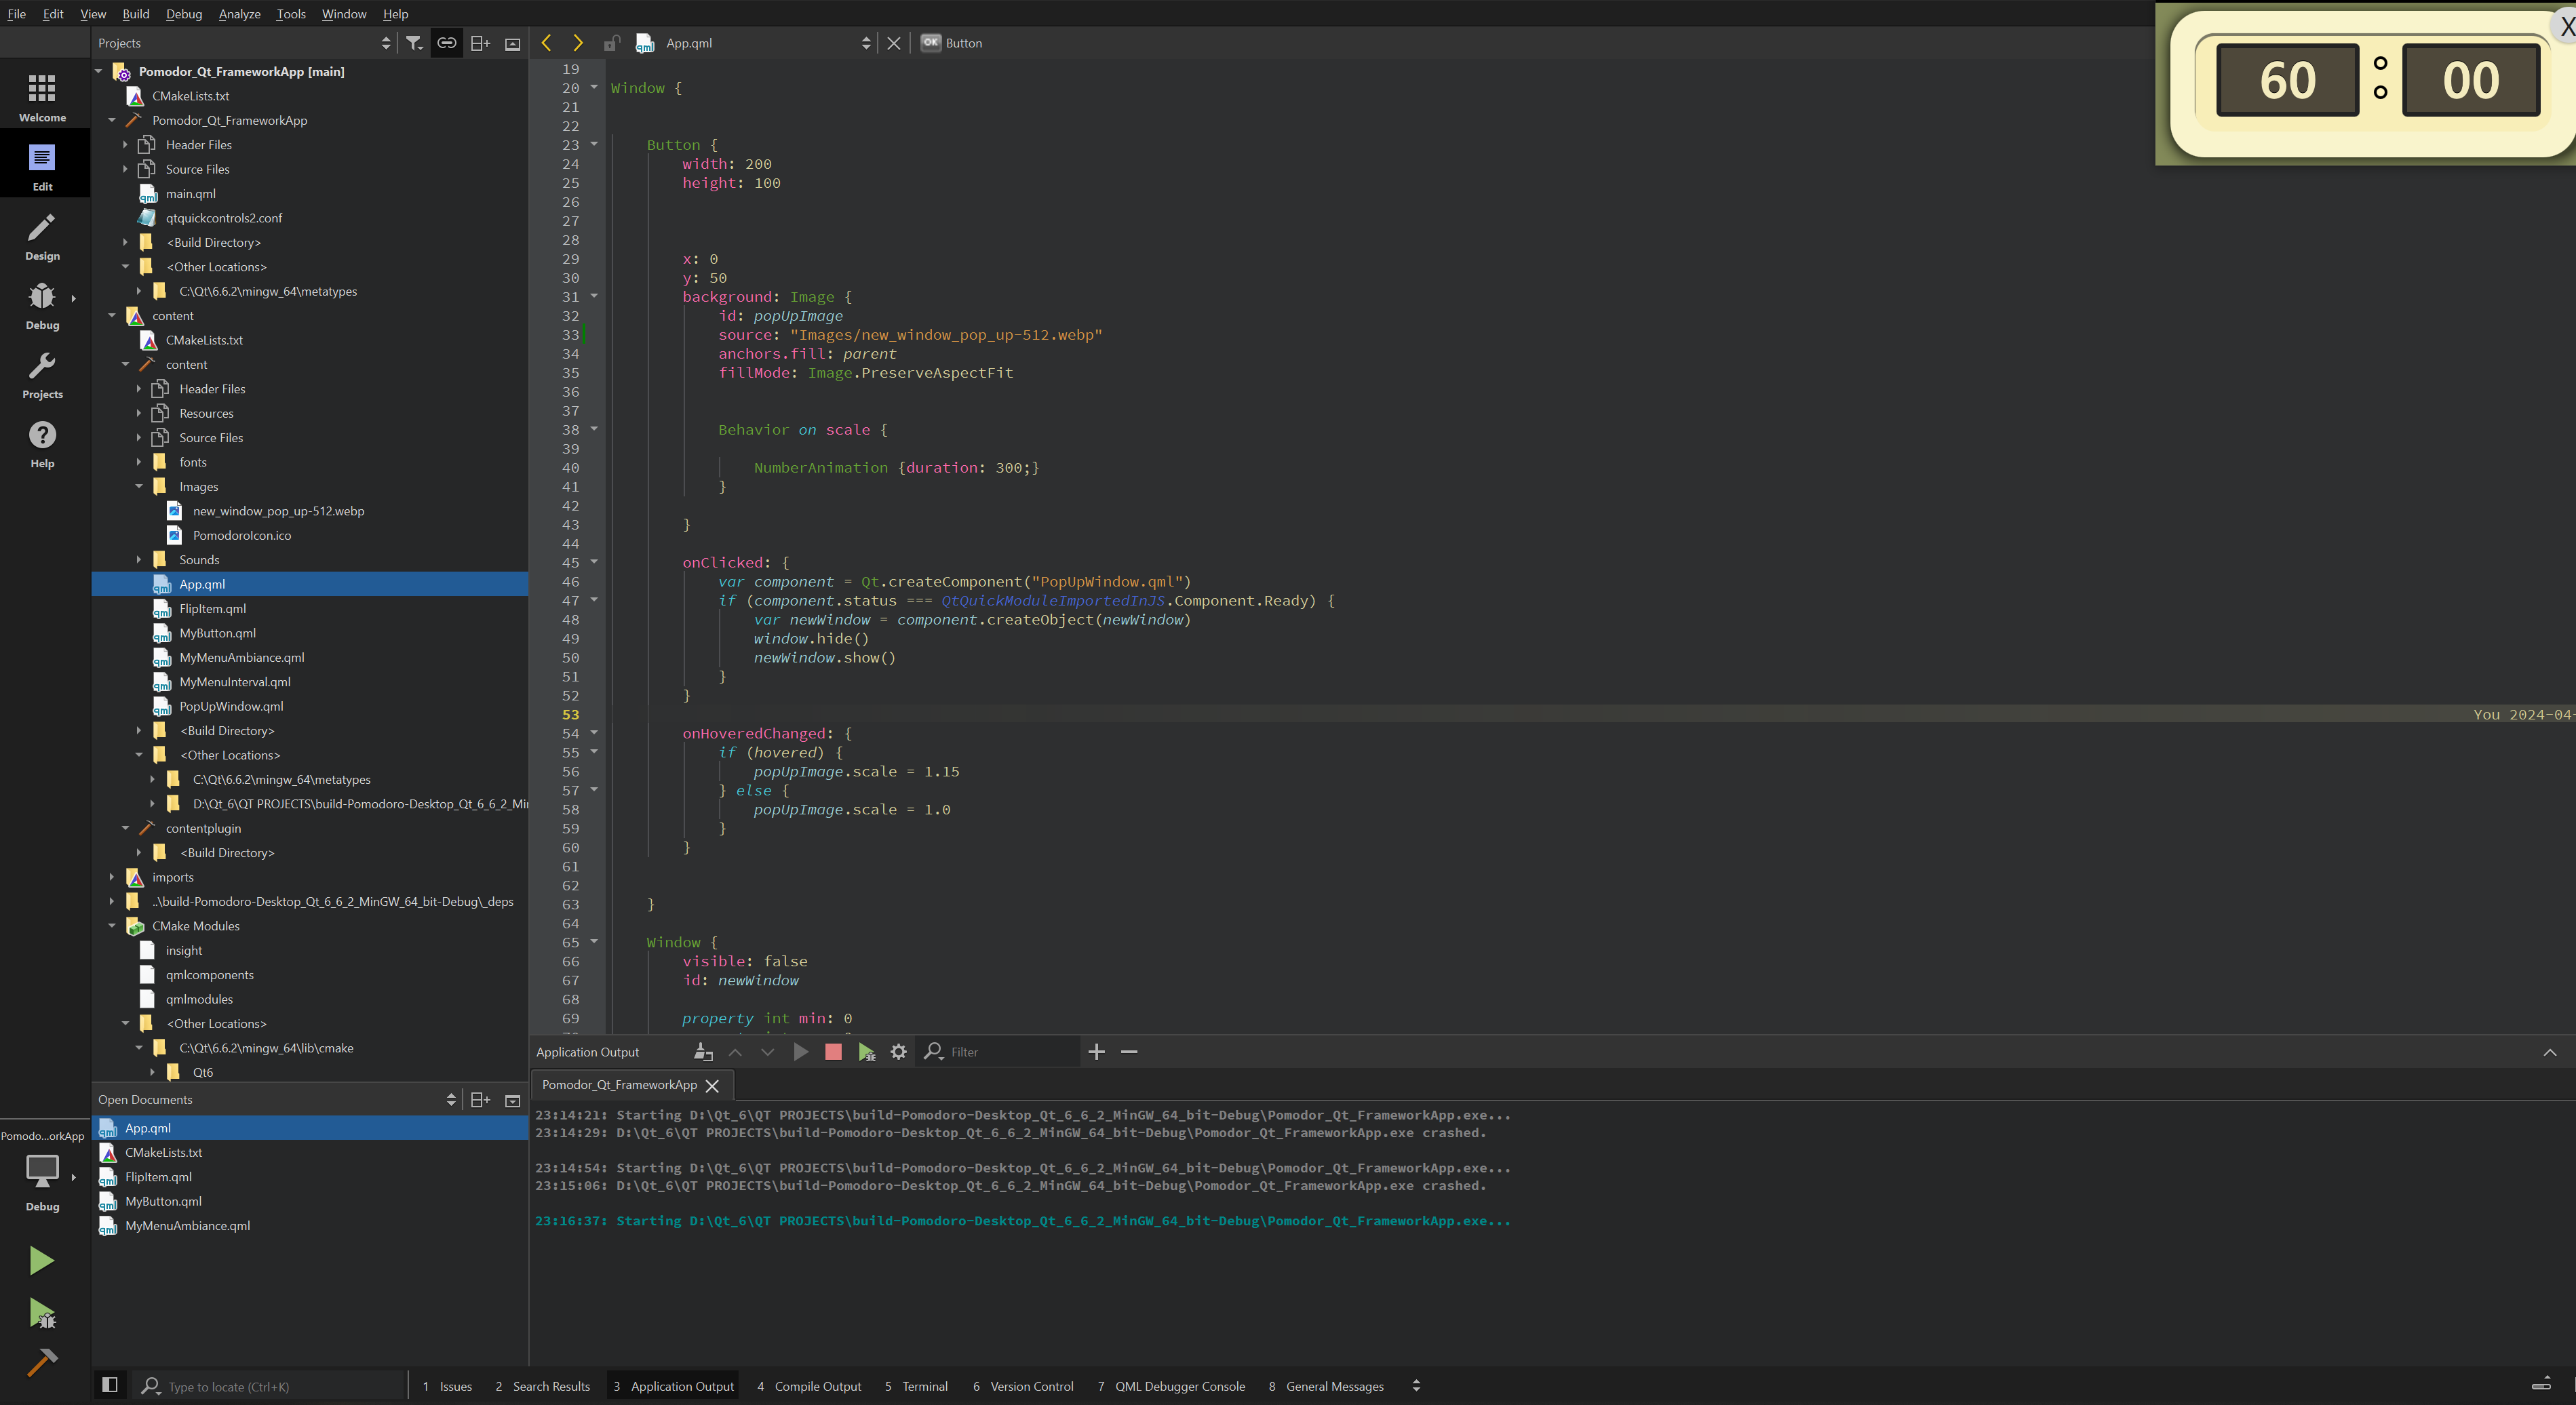 File Edit View Build Debug Analyze Tools Window Help
Projects
App.qml
OK Button
X
60 : 00
Welcome
Edit
Design
Debug
Projects
Help
Pomodor_Qt_FrameworkApp [main]
CMakeLists.txt
Pomodor_Qt_FrameworkApp
Header Files
Source Files
main.qml
qtquickcontrols2.conf
<Build Directory>
<Other Locations>
C:\Qt\6.6.2\mingw_64\metatypes
content
CMakeLists.txt
content
Header Files
Resources
Source Files
fonts
Images
new_window_pop_up-512.webp
PomodoroIcon.ico
Sounds
App.qml
FlipItem.qml
MyButton.qml
MyMenuAmbiance.qml
MyMenuInterval.qml
PopUpWindow.qml
<Build Directory>
<Other Locations>
C:\Qt\6.6.2\mingw_64\metatypes
D:\Qt_6\QT PROJECTS\build-Pomodoro-Desktop_Qt_6_6_2_Mi
contentplugin
<Build Directory>
imports
..\build-Pomodoro-Desktop_Qt_6_6_2_MinGW_64_bit-Debug\_deps
CMake Modules
insight
qmlcomponents
qmlmodules
<Other Locations>
C:\Qt\6.6.2\mingw_64\lib\cmake
Qt6
19
20 Window {
21
22
23 Button {
24 width: 200
25 height: 100
26
27
28
29 x: 0
30 y: 50
31 background: Image {
32 id: popUpImage
33 source: "Images/new_window_pop_up-512.webp"
34 anchors.fill: parent
35 fillMode: Image.PreserveAspectFit
36
37
38 Behavior on scale {
39
40 NumberAnimation {duration: 300;}
41 }
42
43 }
44
45 onClicked: {
46 var component = Qt.createComponent("PopUpWindow.qml")
47 if (component.status === QtQuickModuleImportedInJS.Component.Ready) {
48 var newWindow = component.createObject(newWindow)
49 window.hide()
50 newWindow.show()
51 }
52 }
53 You 2024-04-
54 onHoveredChanged: {
55 if (hovered) {
56 popUpImage.scale = 1.15
57 } else {
58 popUpImage.scale = 1.0
59 }
60 }
61
62
63 }
64
65 Window {
66 visible: false
67 id: newWindow
68
69 property int min: 0
Open Documents
App.qml
CMakeLists.txt
FlipItem.qml
MyButton.qml
MyMenuAmbiance.qml
Pomodo...orkApp
Debug
Application Output
Filter
Pomodor_Qt_FrameworkApp
23:14:21: Starting D:\Qt_6\QT PROJECTS\build-Pomodoro-Desktop_Qt_6_6_2_MinGW_64_bit-Debug\Pomodor_Qt_FrameworkApp.exe...
23:14:29: D:\Qt_6\QT PROJECTS\build-Pomodoro-Desktop_Qt_6_6_2_MinGW_64_bit-Debug\Pomodor_Qt_FrameworkApp.exe crashed.
23:14:54: Starting D:\Qt_6\QT PROJECTS\build-Pomodoro-Desktop_Qt_6_6_2_MinGW_64_bit-Debug\Pomodor_Qt_FrameworkApp.exe...
23:15:06: D:\Qt_6\QT PROJECTS\build-Pomodoro-Desktop_Qt_6_6_2_MinGW_64_bit-Debug\Pomodor_Qt_FrameworkApp.exe crashed.
23:16:37: Starting D:\Qt_6\QT PROJECTS\build-Pomodoro-Desktop_Qt_6_6_2_MinGW_64_bit-Debug\Pomodor_Qt_FrameworkApp.exe...
Type to locate (Ctrl+K)
1 Issues 2 Search Results 3 Application Output 4 Compile Output 5 Terminal 6 Version Control 7 QML Debugger Console 8 General Messages